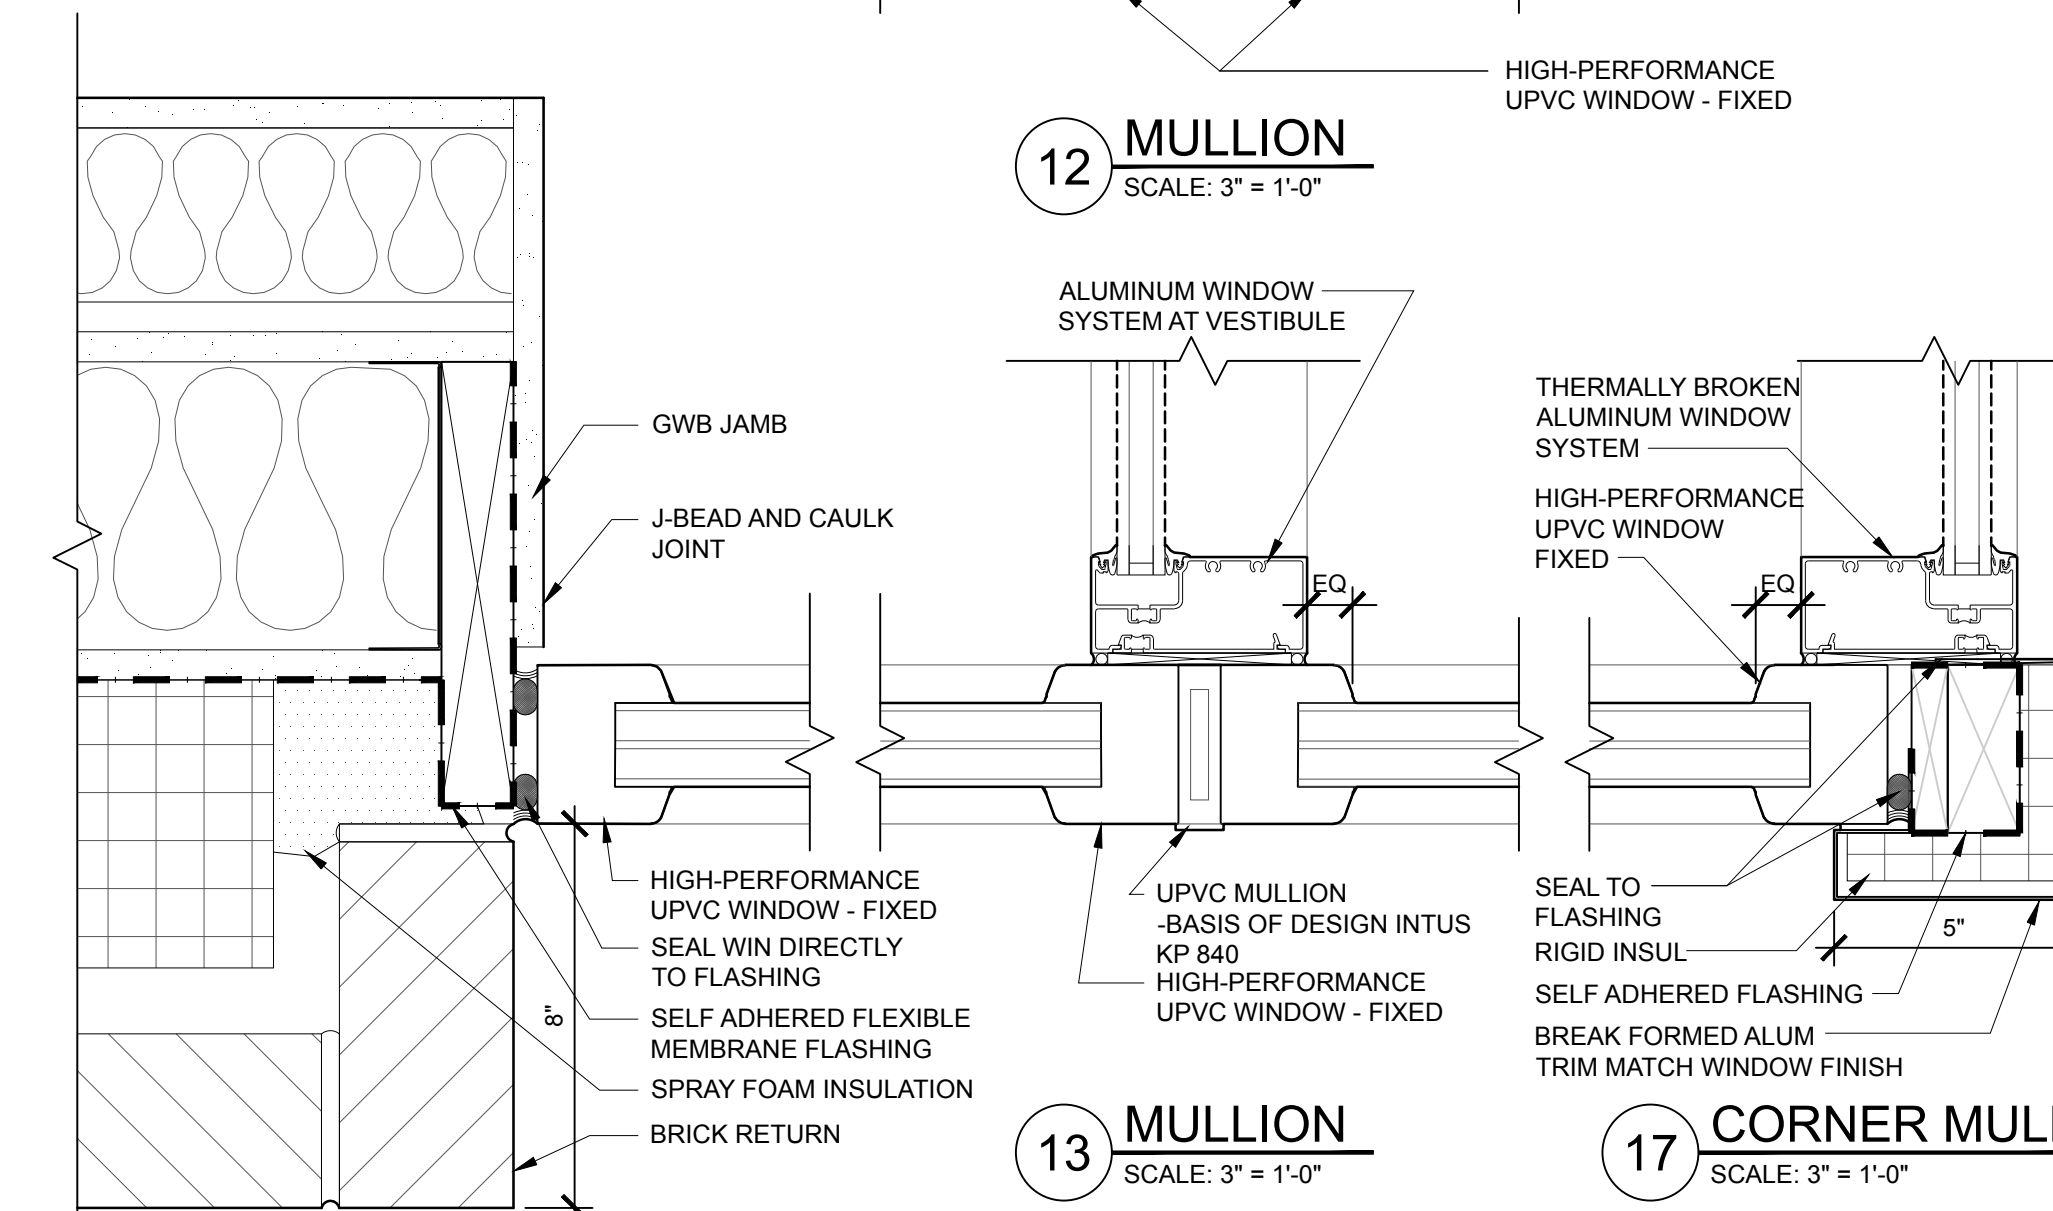 HIGH-PERFORMANCE
UPVC WINDOW - FIXED
12
MULLION
SCALE: 3" = 1'-0"
GWB JAMB
J-BEAD AND CAULK
JOINT
HIGH-PERFORMANCE
UPVC WINDOW - FIXED
SEAL WIN DIRECTLY
TO FLASHING
SELF ADHERED FLEXIBLE
MEMBRANE FLASHING
SPRAY FOAM INSULATION
BRICK RETURN
8"
ALUMINUM WINDOW
SYSTEM AT VESTIBULE
EQ
UPVC MULLION
-BASIS OF DESIGN INTUS
KP 840
HIGH-PERFORMANCE
UPVC WINDOW - FIXED
13
MULLION
SCALE: 3" = 1'-0"
THERMALLY BROKEN
ALUMINUM WINDOW
SYSTEM
HIGH-PERFORMANCE
UPVC WINDOW
FIXED
EQ
SEAL TO
FLASHING
RIGID INSUL
SELF ADHERED FLASHING
BREAK FORMED ALUM
TRIM MATCH WINDOW FINISH
5"
17
CORNER MUL
SCALE: 3" = 1'-0"